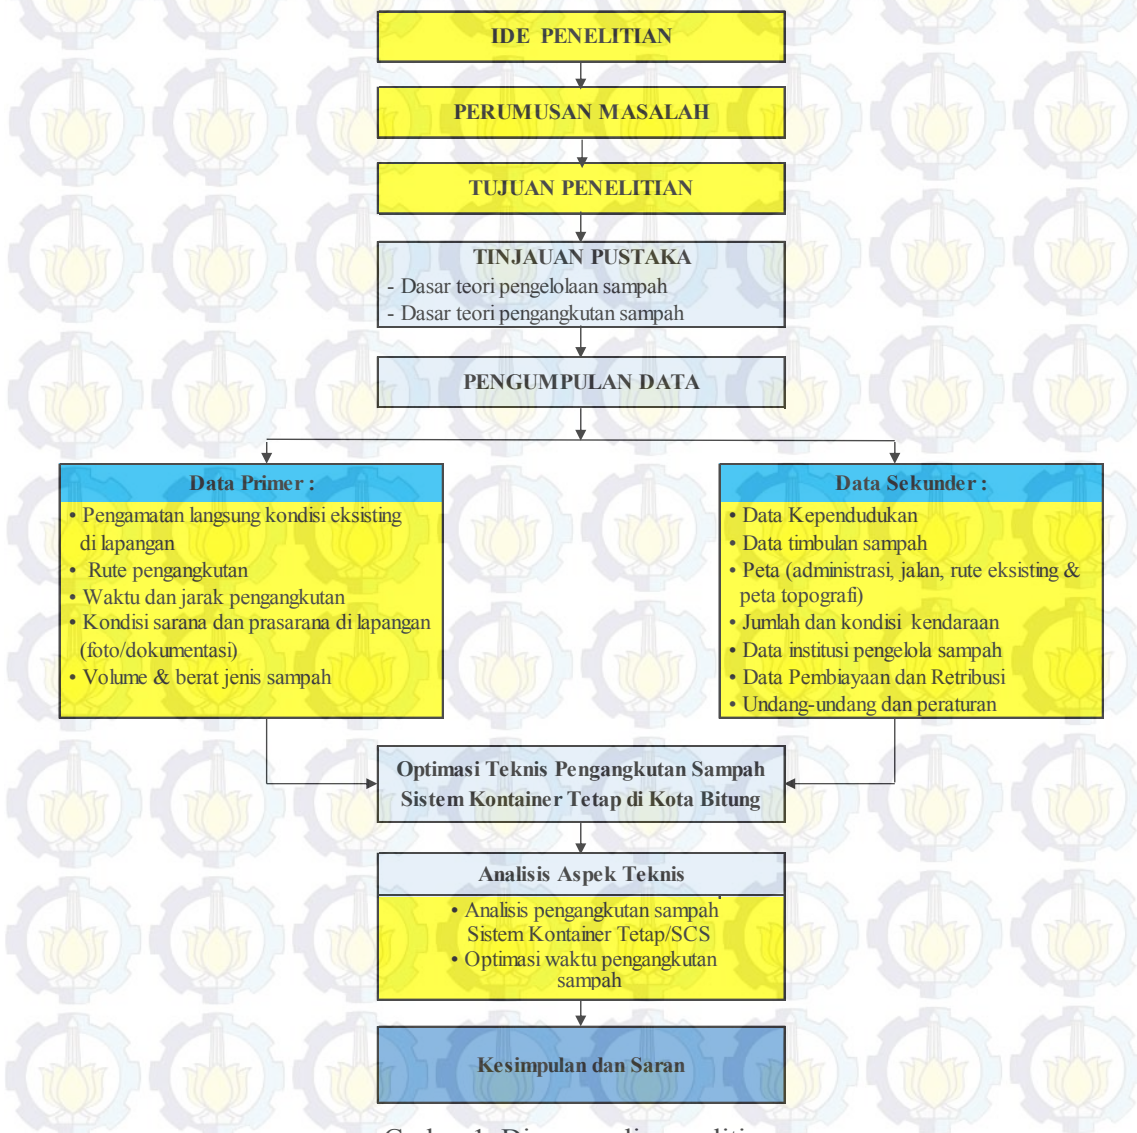 IDE PENELITIAN
PERUMUSAN MASALAH
TUJUAN PENELITIAN
TINJAUAN PUSTAKA
- Dasar teori pengelolaan sampah
- Dasar teori pengangkutan sampah
PENGUMPULAN DATA
Data Primer :
• Pengamatan langsung kondisi eksisting
di lapangan
• Rute pengangkutan
• Waktu dan jarak pengangkutan
• Kondisi sarana dan prasarana di lapangan
(foto/dokumentasi)
• Volume & berat jenis sampah
Data Sekunder :
• Data Kependudukan
• Data timbulan sampah
• Peta (administrasi, jalan, rute eksisting &
peta topografi)
• Jumlah dan kondisi kendaraan
• Data institusi pengelola sampah
• Data Pembiayaan dan Retribusi
• Undang-undang dan peraturan
Optimasi Teknis Pengangkutan Sampah
Sistem Kontainer Tetap di Kota Bitung
Analisis Aspek Teknis
• Analisis pengangkutan sampah
Sistem Kontainer Tetap/SCS
• Optimasi waktu pengangkutan
sampah
Kesimpulan dan Saran